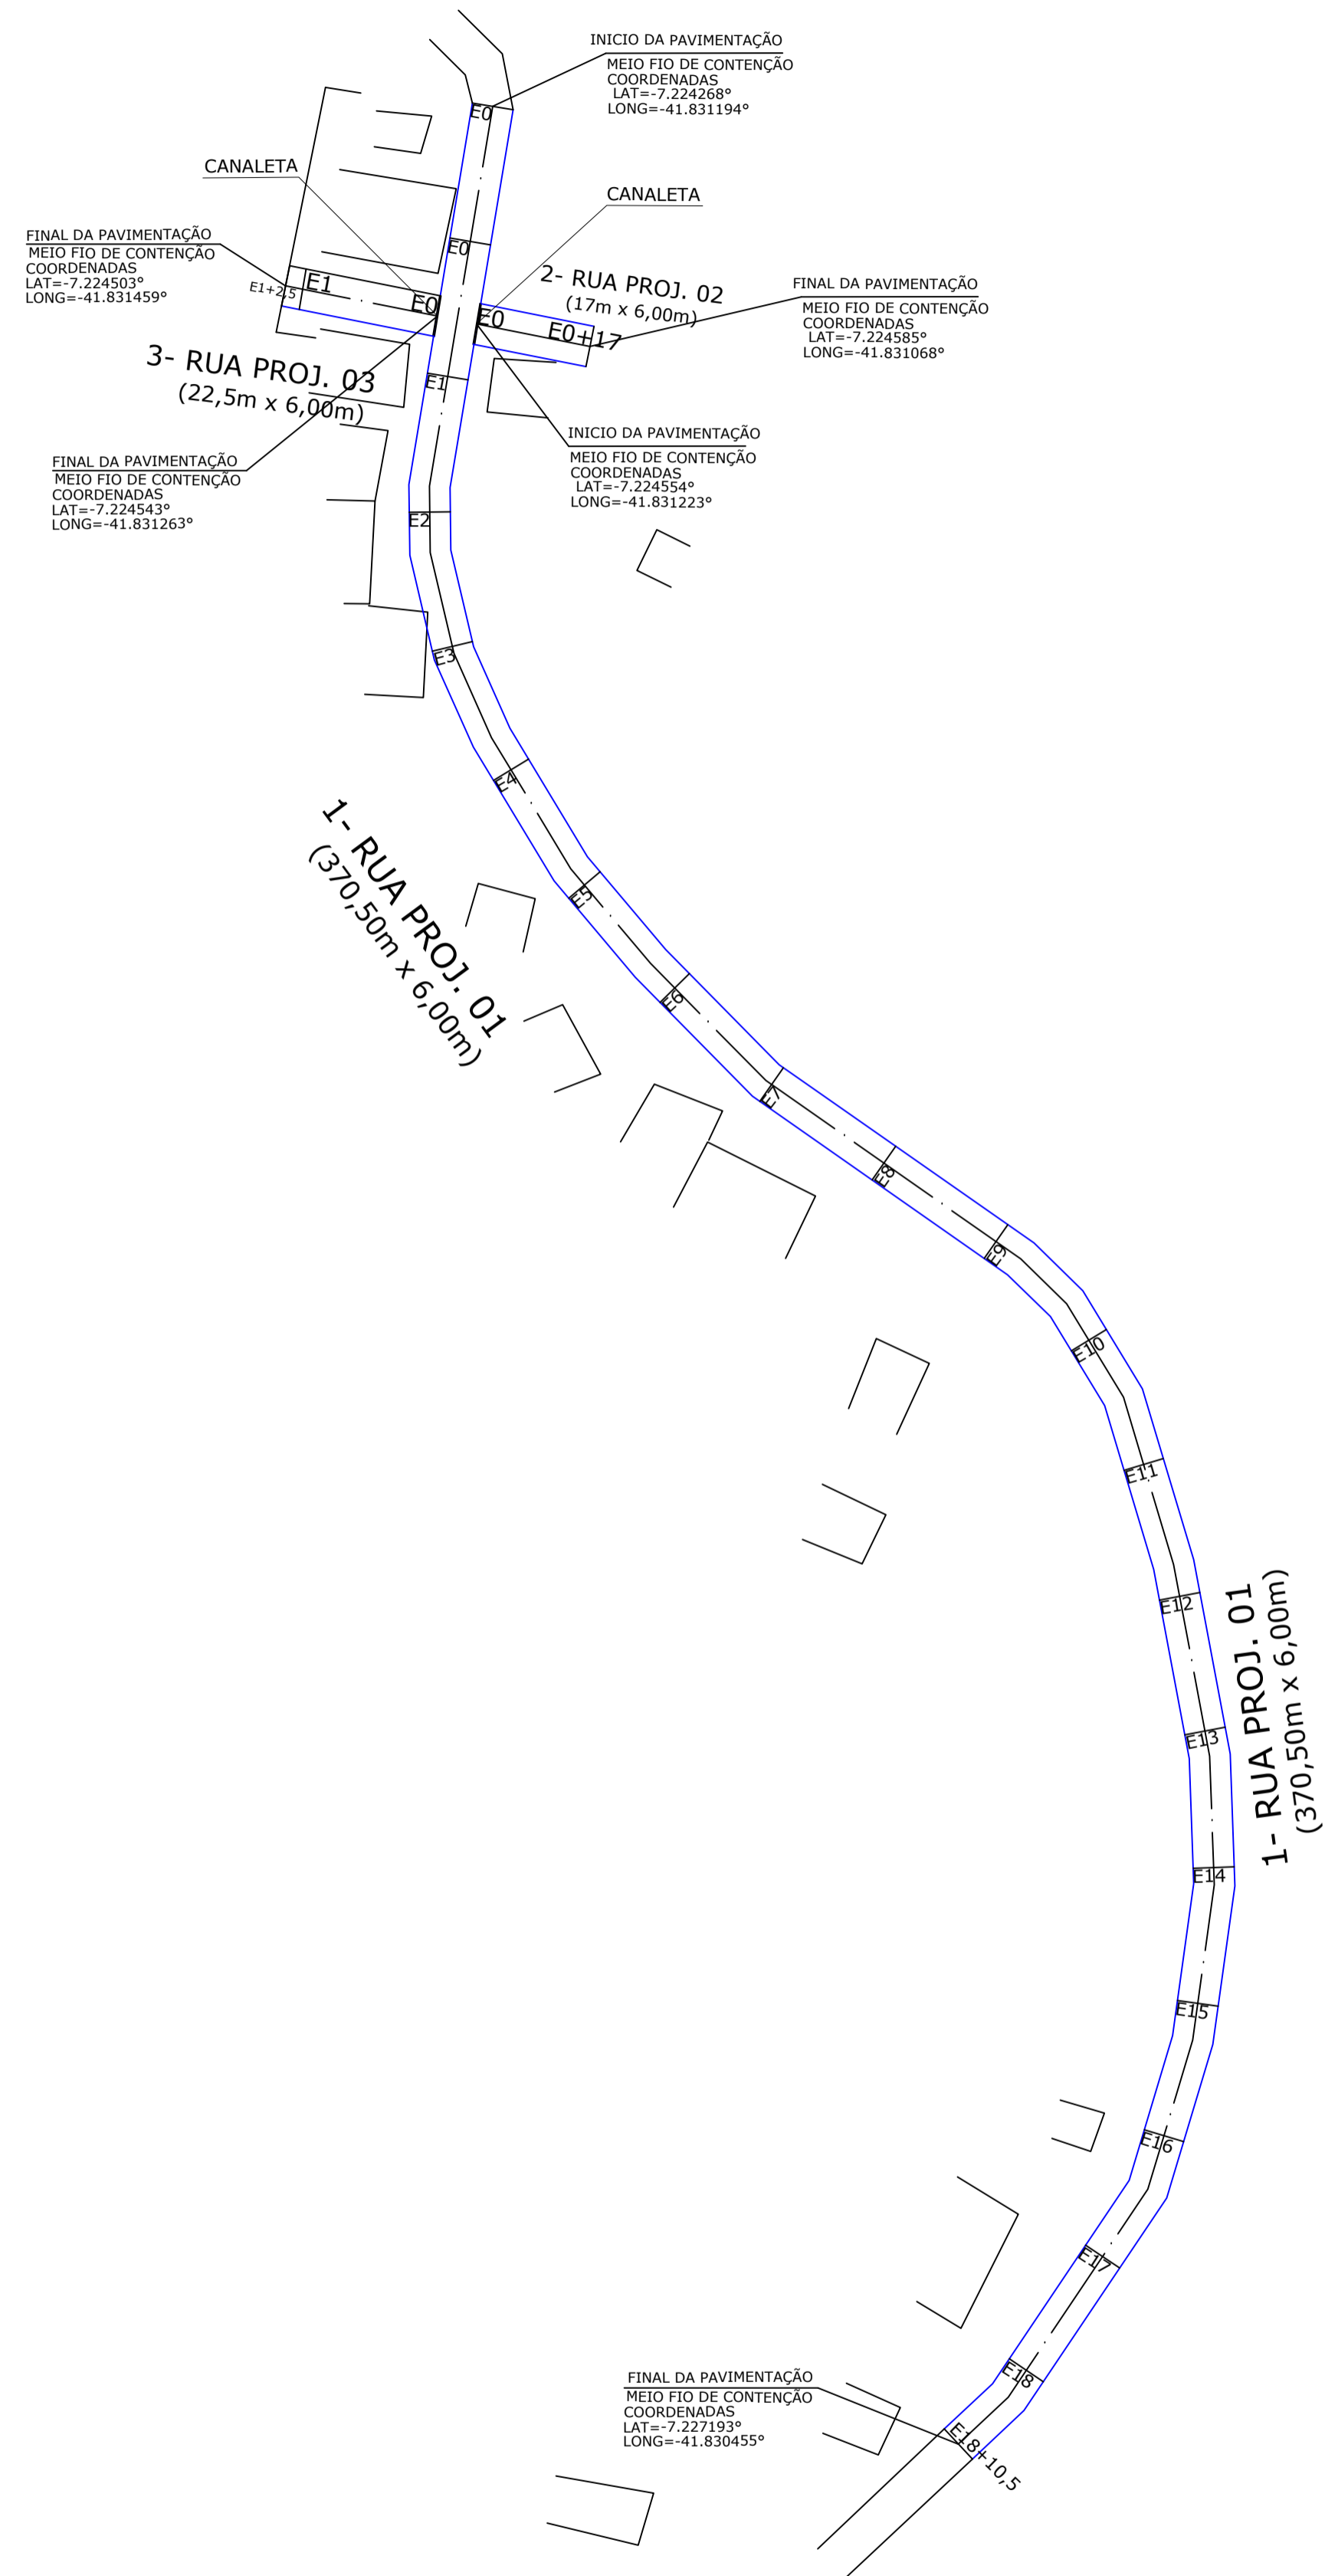 INICIO DA PAVIMENTAÇÃO
MEIO FIO DE CONTENÇÃO
COORDENADAS
LAT=-7.224268°
LONG=-41.831194°
E0
CANALETA
CANALETA
FINAL DA PAVIMENTAÇÃO
MEIO FIO DE CONTENÇÃO
COORDENADAS
LAT=-7.224503°
LONG=-41.831459°
E0
2- RUA PROJ. 02
(17m x 6,00m)
FINAL DA PAVIMENTAÇÃO
MEIO FIO DE CONTENÇÃO
COORDENADAS
LAT=-7.224585°
LONG=-41.831068°
E1+2,5
E1
E0
E0
E0+17
3- RUA PROJ. 03
(22,5m x 6,00m)
E1
INICIO DA PAVIMENTAÇÃO
MEIO FIO DE CONTENÇÃO
COORDENADAS
LAT=-7.224554°
LONG=-41.831223°
FINAL DA PAVIMENTAÇÃO
MEIO FIO DE CONTENÇÃO
COORDENADAS
LAT=-7.224543°
LONG=-41.831263°
E2
E3
E4
1- RUA PROJ. 01
(370,50m x 6,00m)
E5
E6
E7
E8
E9
E10
E11
E12
1- RUA PROJ. 01
(370,50m x 6,00m)
E13
E14
E15
E16
E17
E18
FINAL DA PAVIMENTAÇÃO
MEIO FIO DE CONTENÇÃO
COORDENADAS
LAT=-7.227193°
LONG=-41.830455°
E18+10,5